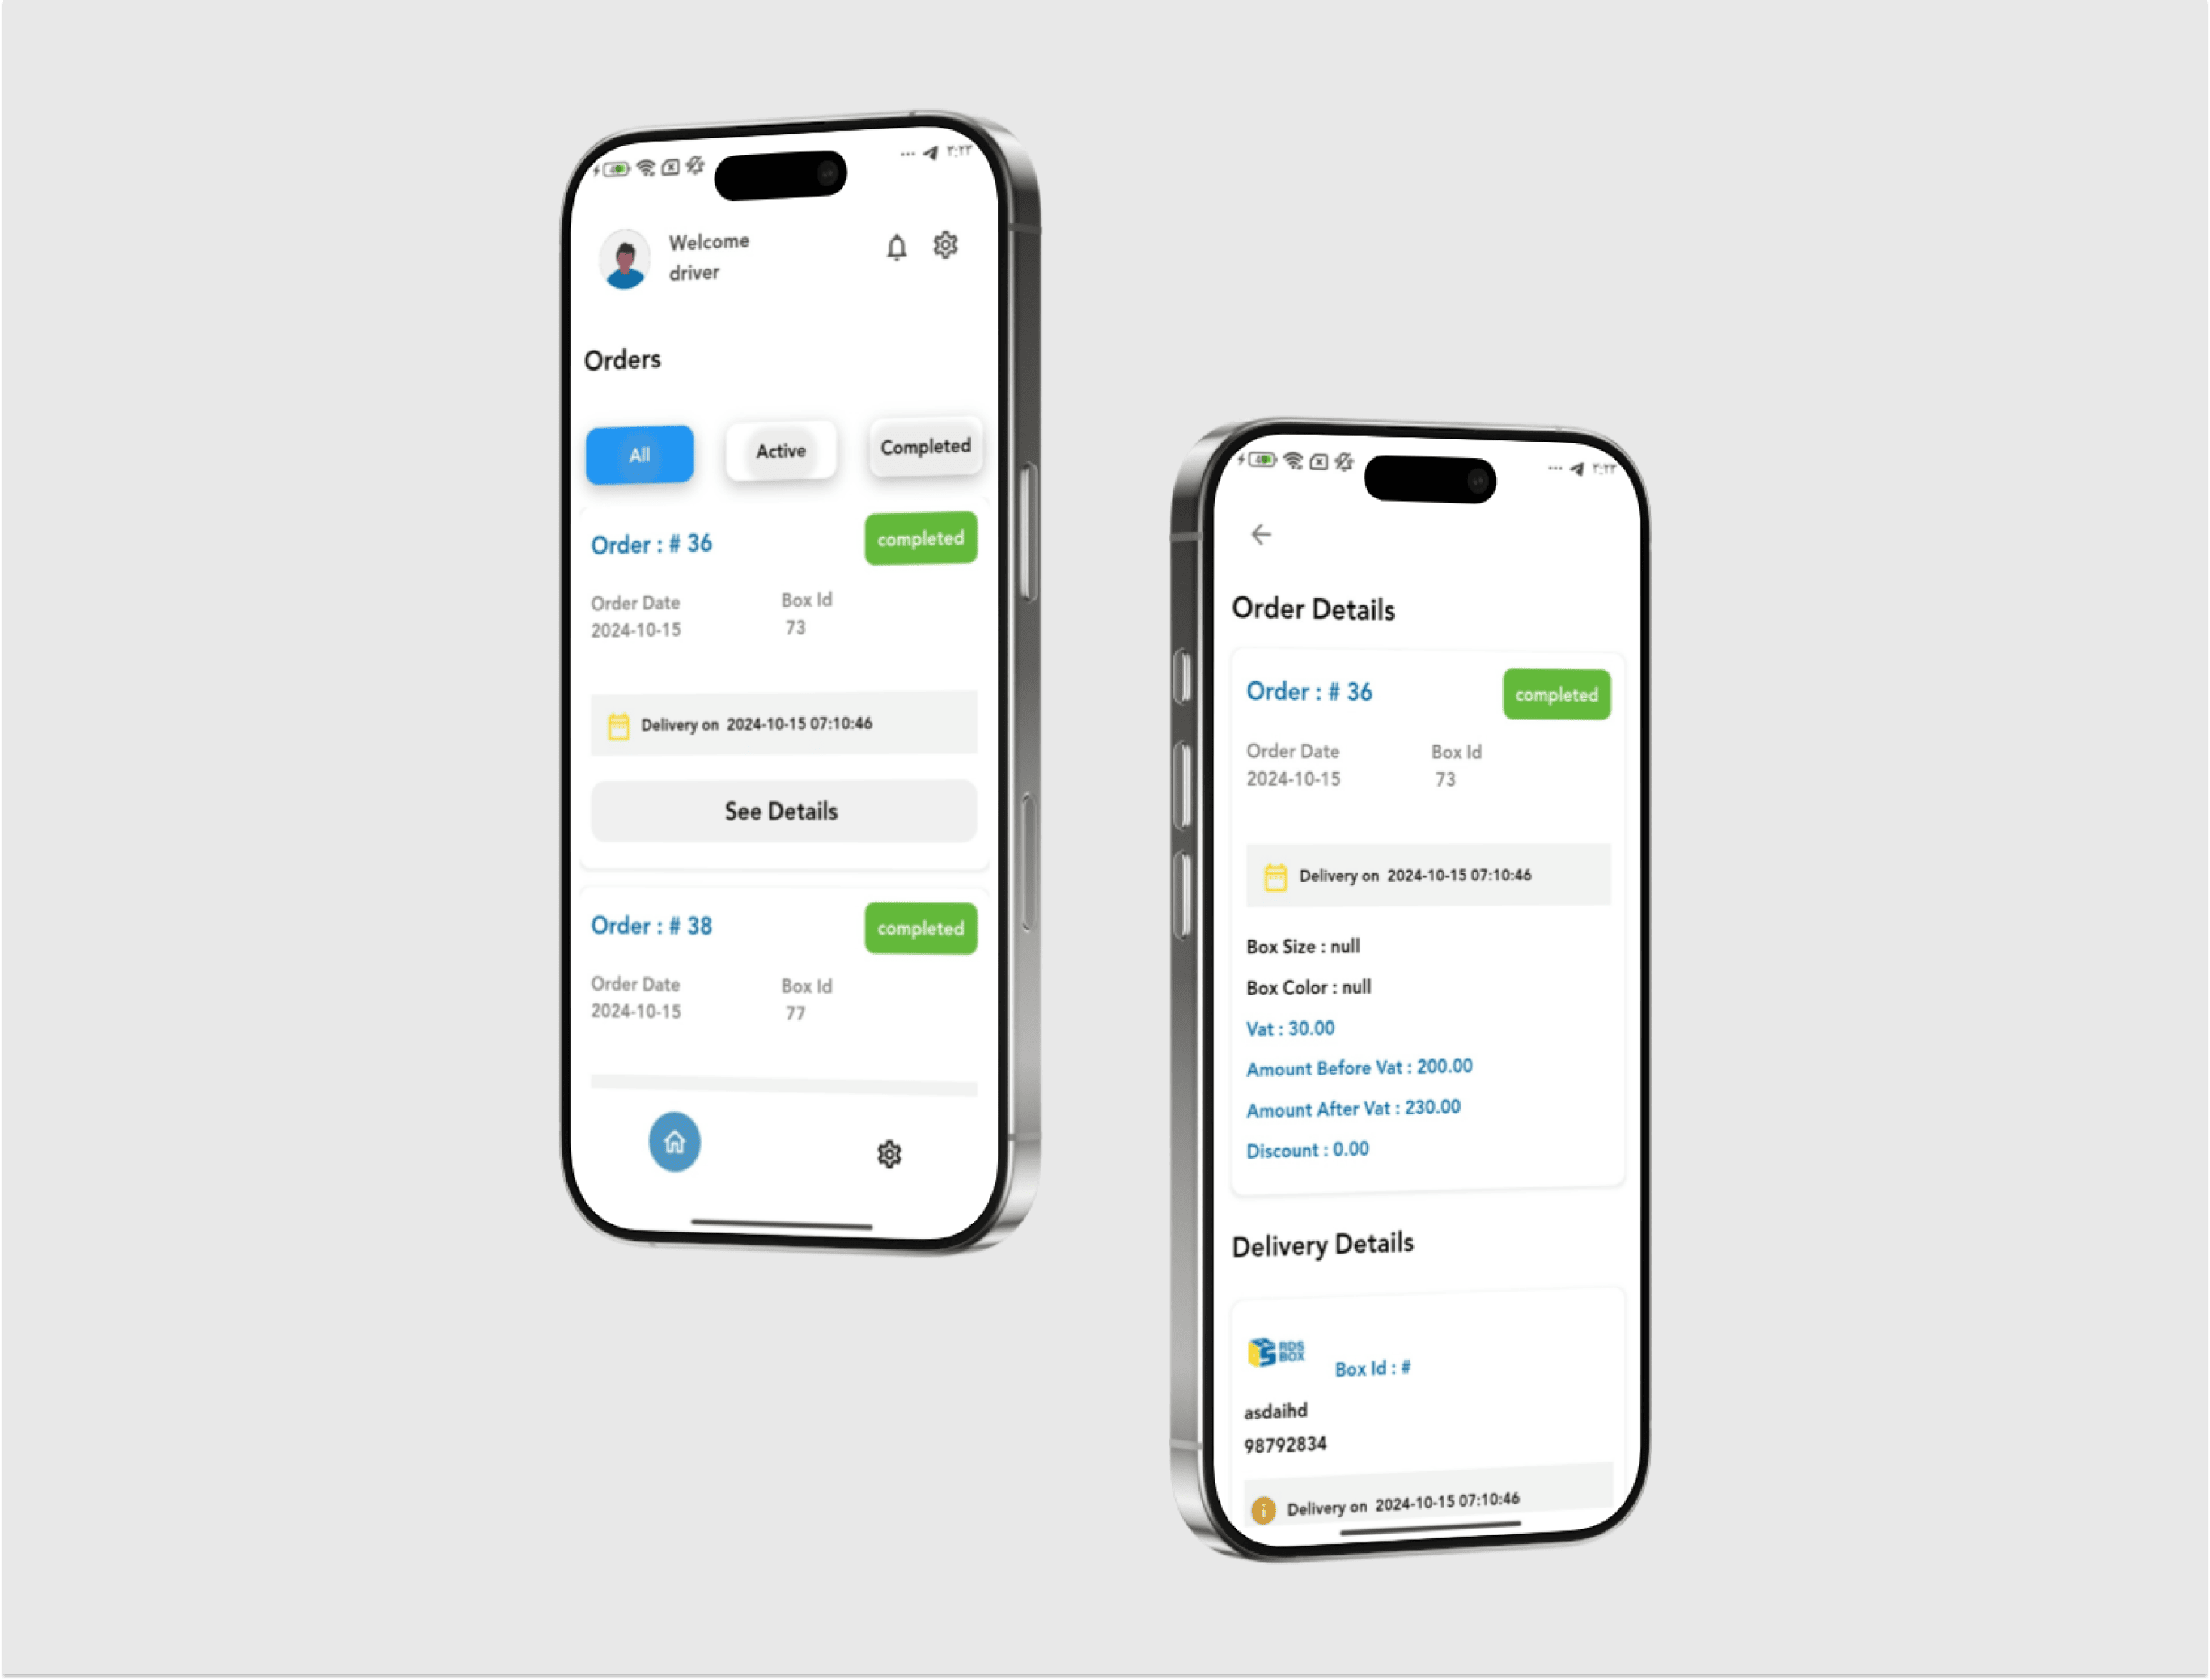 ٣:٢٣
Welcome
driver
Orders
All
Active
Completed
Order : # 36
completed
Order Date
Box Id
2024-10-15
73
Delivery on 2024-10-15 07:10:46
See Details
Order : # 38
completed
Order Date
Box Id
2024-10-15
77
٣:٢٣
Order Details
Order : # 36
completed
Order Date
Box Id
2024-10-15
73
Delivery on 2024-10-15 07:10:46
Box Size : null
Box Color : null
Vat : 30.00
Amount Before Vat : 200.00
Amount After Vat : 230.00
Discount : 0.00
Delivery Details
RDS
BOX
Box Id : #
asdaihd
98792834
Delivery on 2024-10-15 07:10:46